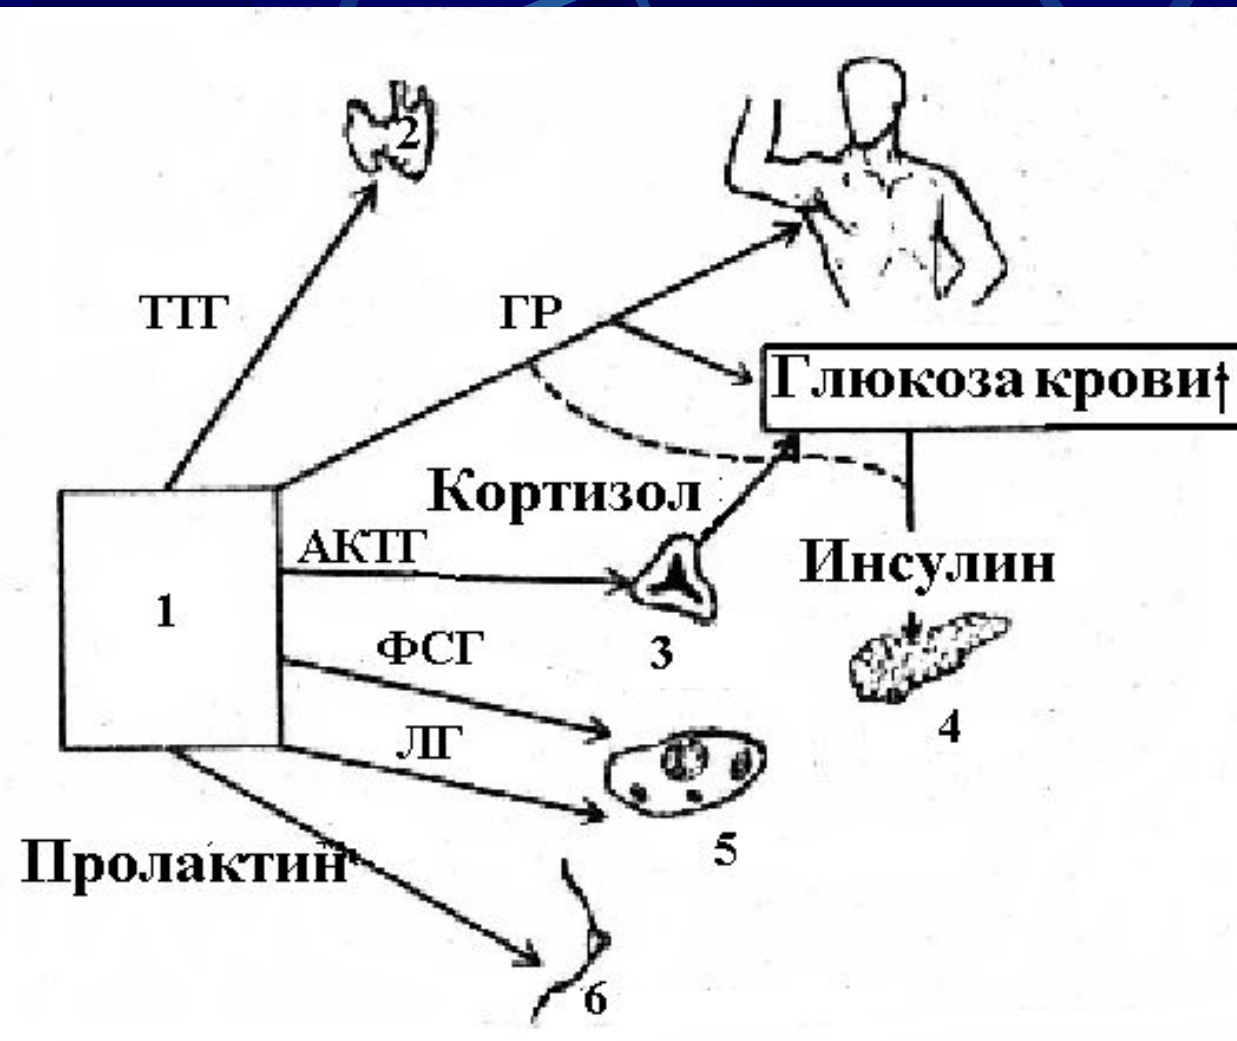 2
ТТГ
ГР
Глюкоза крови↑
Кортизол
АКТГ
Инсулин
1
ФСГ
3
ЛГ
4
5
Пролактин
6